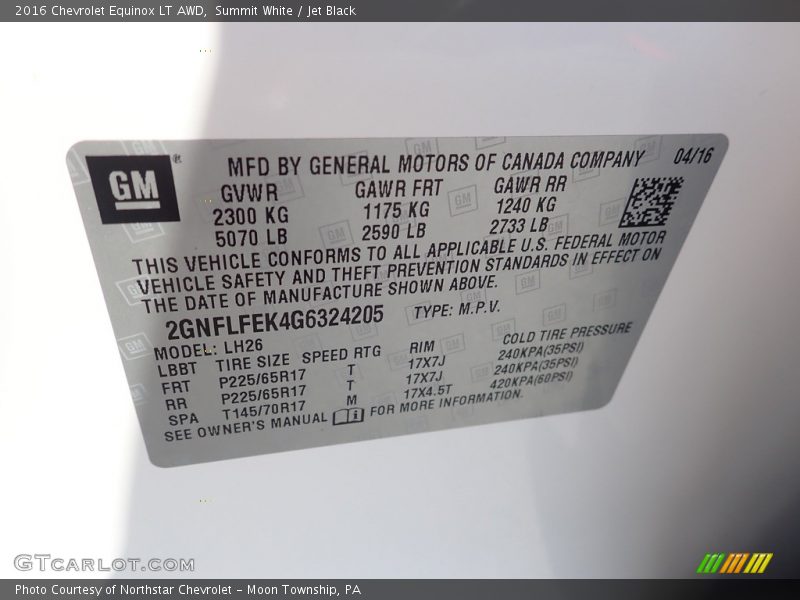 2016 Chevrolet Equinox LT AWD, Summit White / Jet Black
GM®
MFD BY GENERAL MOTORS OF CANADA COMPANY 04/16
GVWR GAWR FRT GAWR RR
2300 KG 1175 KG 1240 KG
5070 LB 2590 LB 2733 LB
THIS VEHICLE CONFORMS TO ALL APPLICABLE U.S. FEDERAL MOTOR
VEHICLE SAFETY AND THEFT PREVENTION STANDARDS IN EFFECT ON
THE DATE OF MANUFACTURE SHOWN ABOVE.
2GNFLFEK4G6324205 TYPE: M.P.V.
MODEL: LH26
LBBT TIRE SIZE SPEED RTG RIM COLD TIRE PRESSURE
FRT P225/65R17 T 17X7J 240KPA(35PSI)
RR P225/65R17 T 17X7J 240KPA(35PSI)
SPA T145/70R17 M 17X4.5T 420KPA(60PSI)
SEE OWNER'S MANUAL FOR MORE INFORMATION.
GTcarlot.com
Photo Courtesy of Northstar Chevrolet - Moon Township, PA